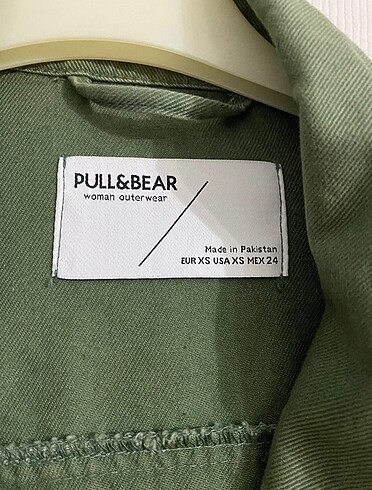 PULL&BEAR
woman outerwear
Made in Pakistan
EUR XS USA XS MEX 24